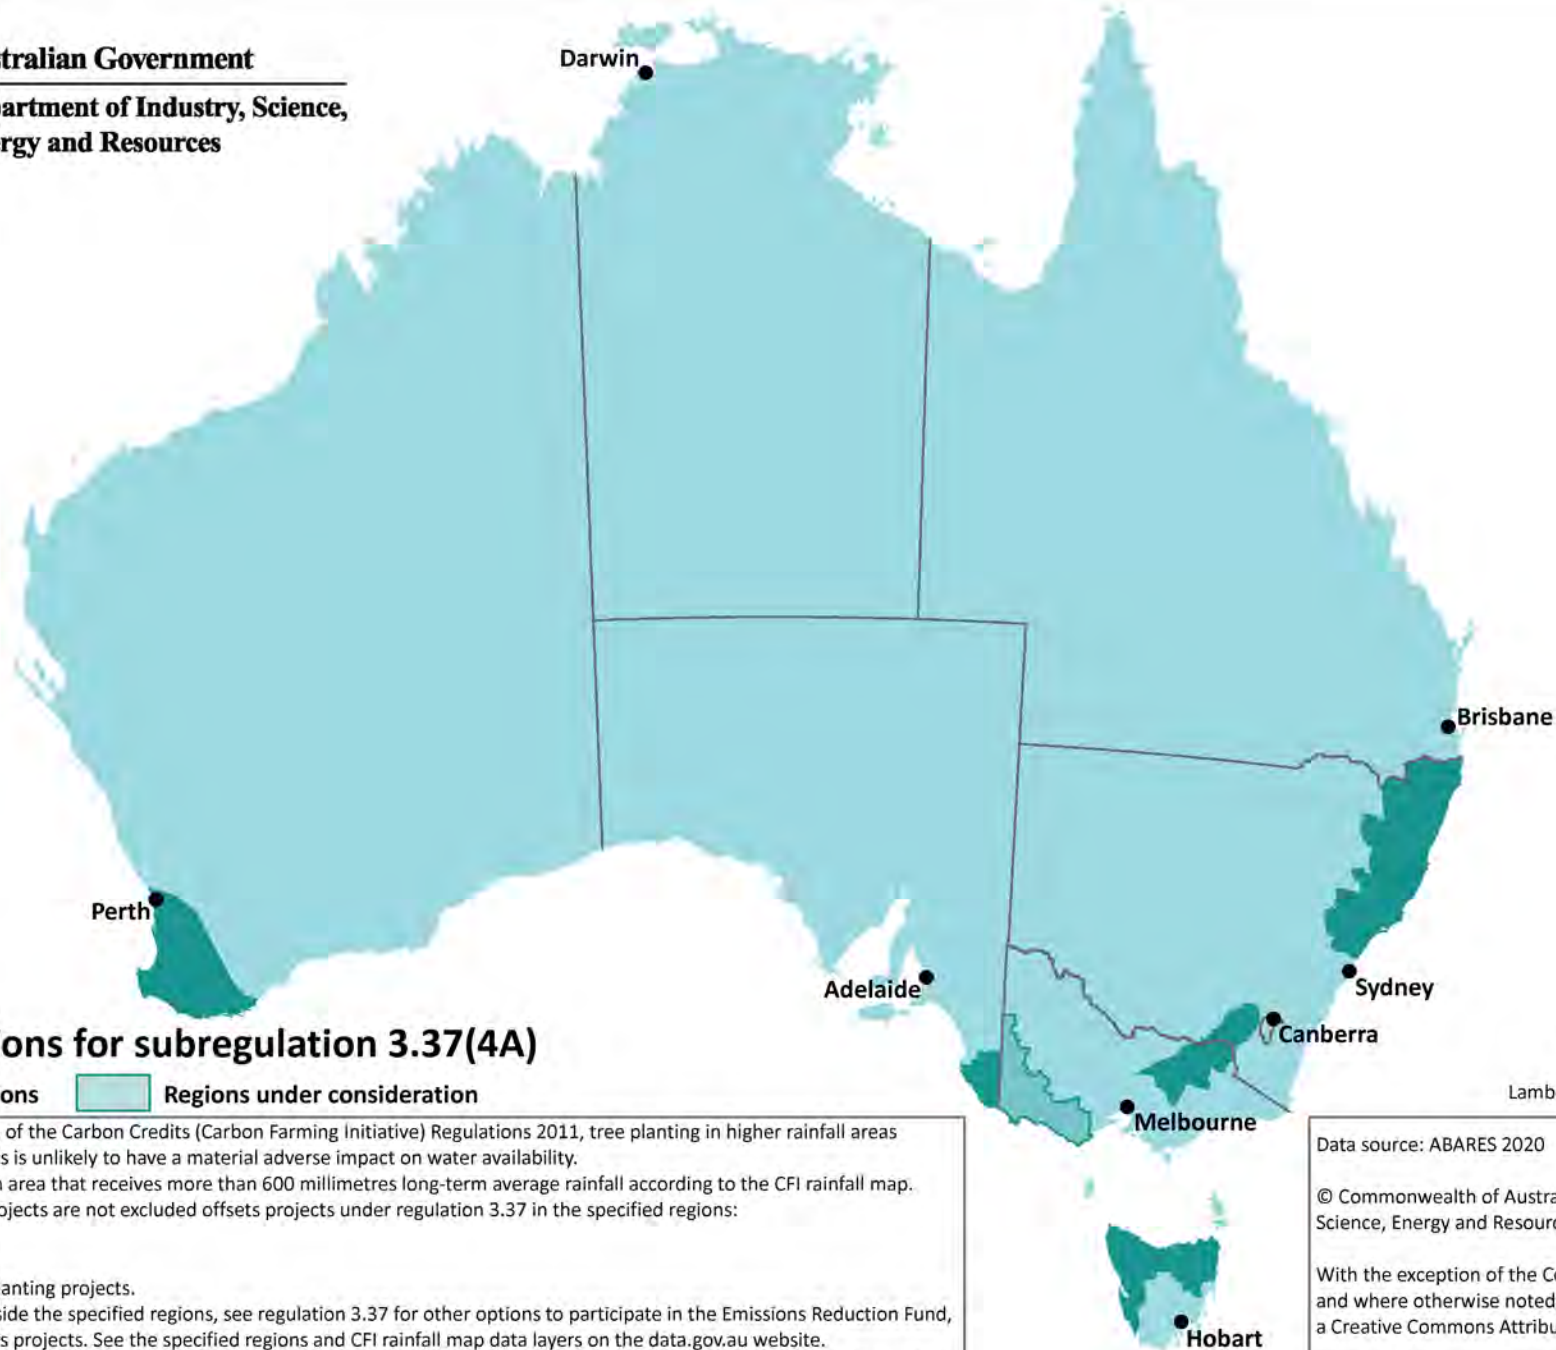 tralian Government
artment of Industry, Science,
rgy and Resources
Darwin
Brisbane
Perth
Adelaide
Sydney
Canberra
Melbourne
Hobart
ons for subregulation 3.37(4A)
ons Regions under consideration
of the Carbon Credits (Carbon Farming Initiative) Regulations 2011, tree planting in higher rainfall areas
s is unlikely to have a material adverse impact on water availability.
area that receives more than 600 millimetres long-term average rainfall according to the CFI rainfall map.
ojects are not excluded offsets projects under regulation 3.37 in the specified regions:
anting projects.
side the specified regions, see regulation 3.37 for other options to participate in the Emissions Reduction Fund,
s projects. See the specified regions and CFI rainfall map data layers on the data.gov.au website.
Lamb
Data source: ABARES 2020
© Commonwealth of Austra
Science, Energy and Resourc
With the exception of the Co
and where otherwise noted
a Creative Commons Attribu